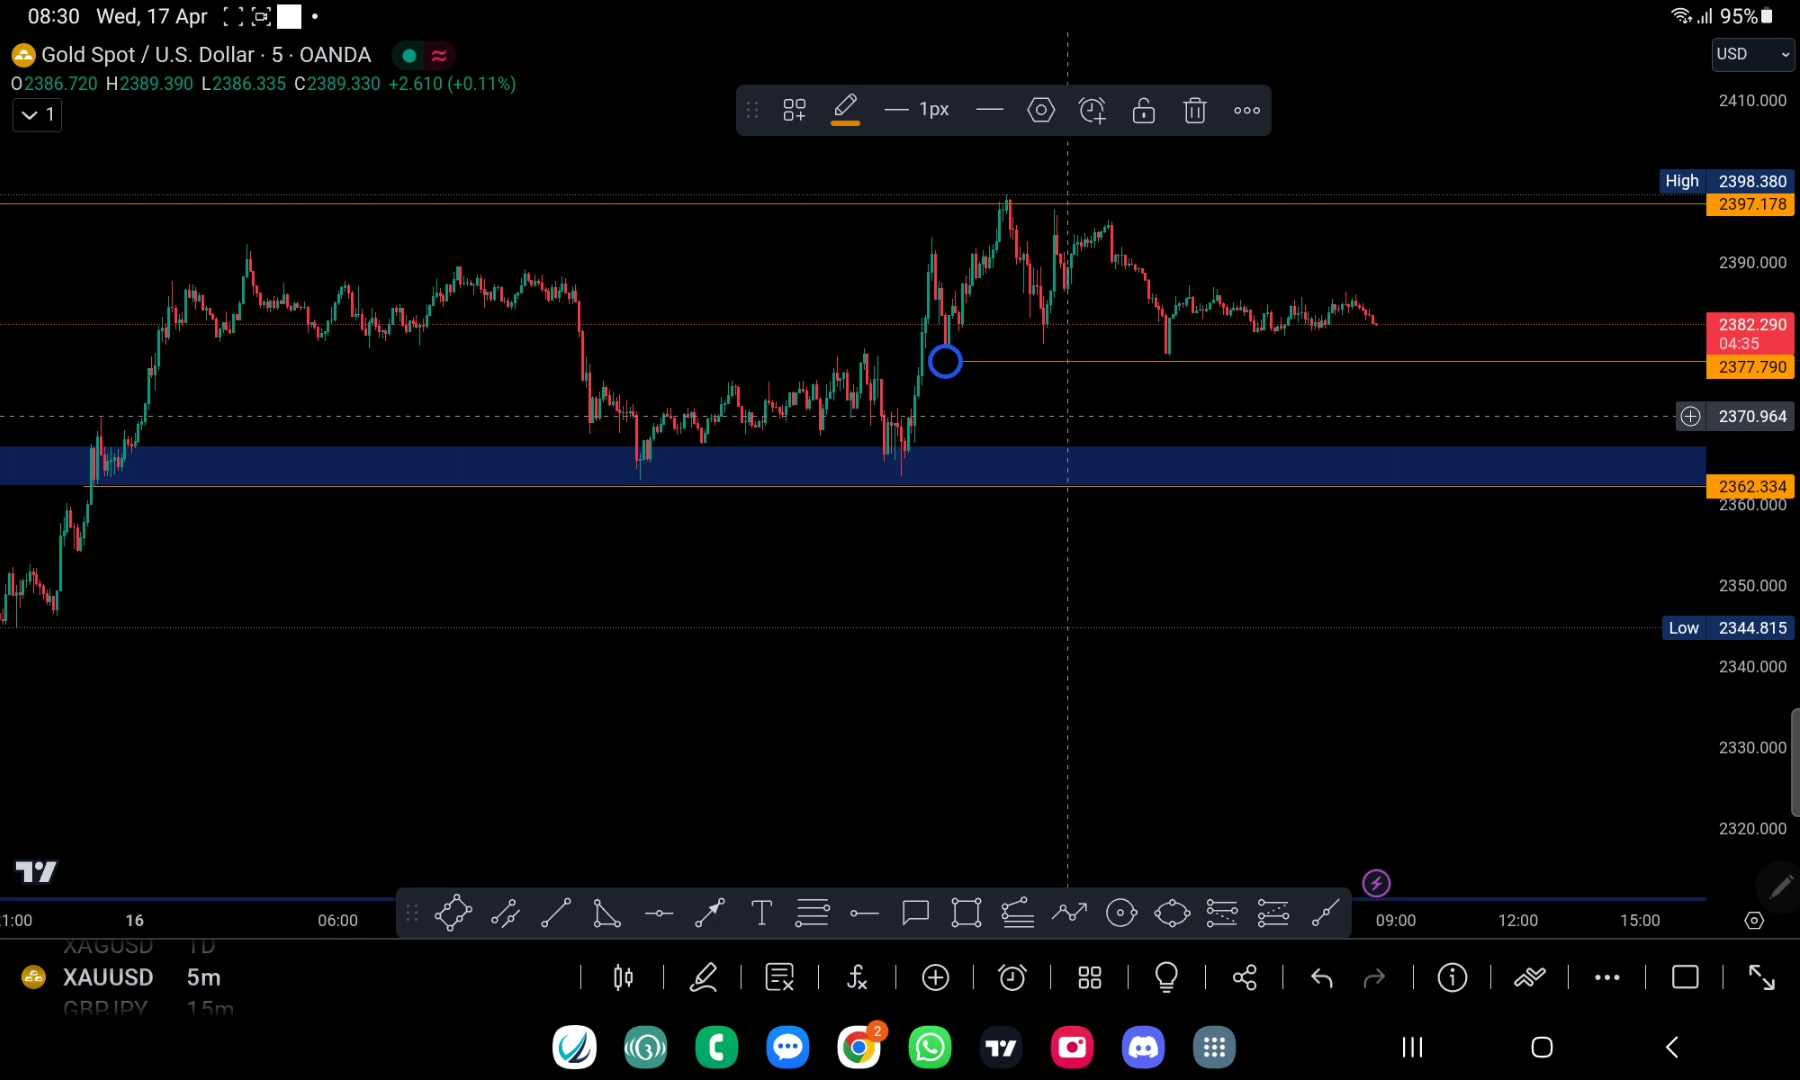 08:30 Wed, 17 Apr
95%
Gold Spot / U.S. Dollar · 5 · OANDA
USD
O2386.720 H2389.390 L2386.335 C2389.330 +2.610 (+0.11%)
1
1px
2410.000
High 2398.380
2397.178
2390.000
2382.290
04:35
2377.790
2370.964
2362.334
2360.000
2350.000
Low 2344.815
2340.000
2330.000
2320.000
1:00 16 06:00 09:00 12:00 15:00
XAGUSD 1D
XAUUSD 5m
GBPJPY 15m
2